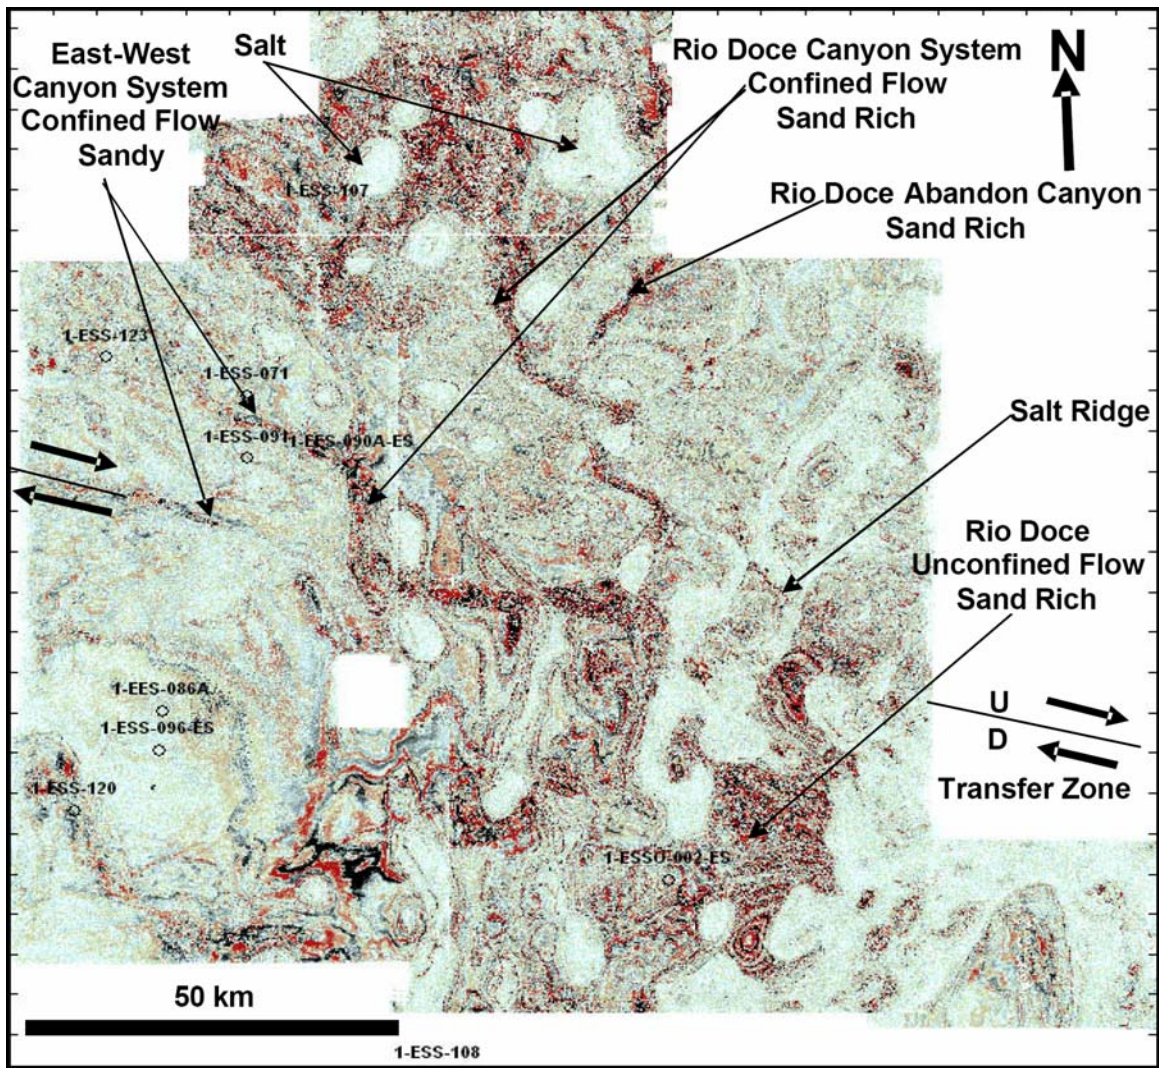 East-West
Canyon System
Confined Flow
Sandy
Salt
Rio Doce Canyon System
Confined Flow
Sand Rich
N
Rio Doce Abandon Canyon
Sand Rich
1-ESS-107
1-ESS-123
1-ESS-071
1-ESS-091
1-EES-090A-ES
Salt Ridge
Rio Doce
Unconfined Flow
Sand Rich
1-EES-086A
1-ESS-096-ES
1-ESS-120
U
D
Transfer Zone
1-ESSO-002-ES
50 km
1-ESS-108